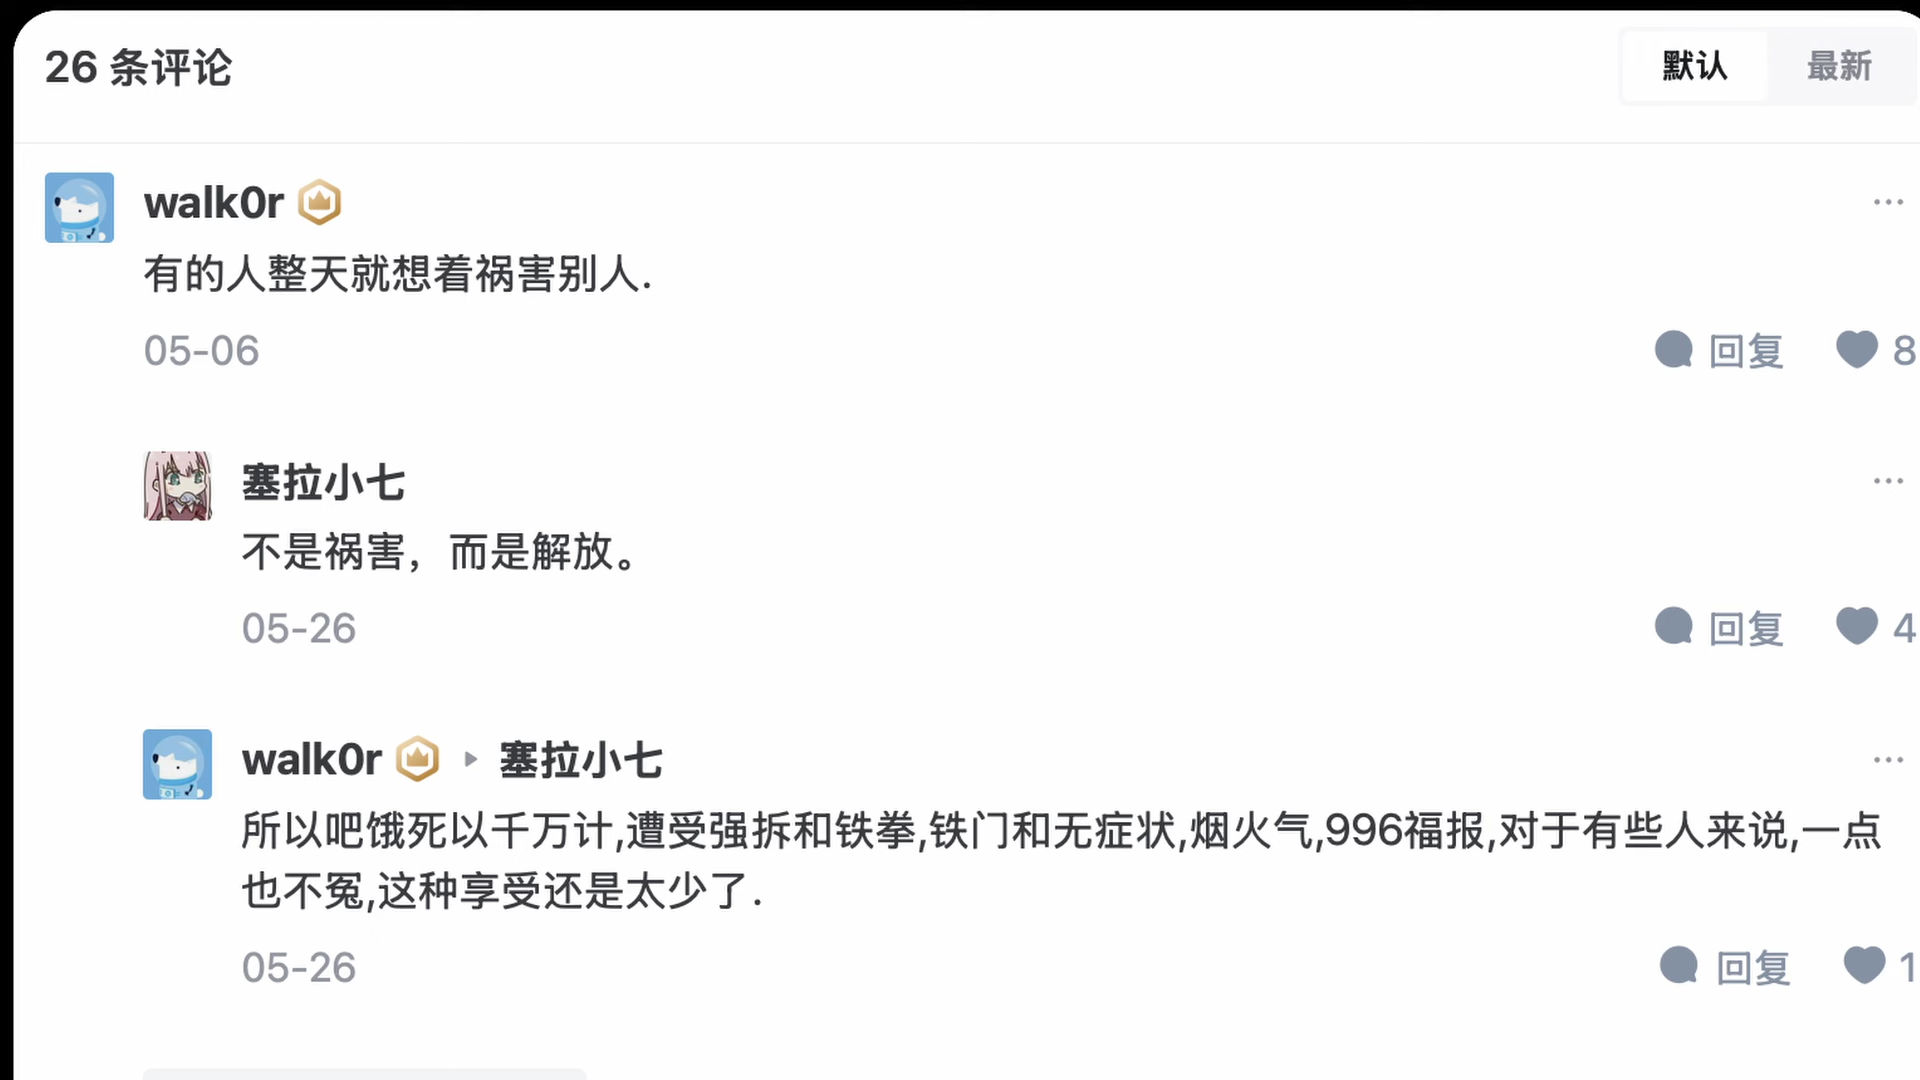 26 条评论
默认
最新
walk0r
有的人整天就想着祸害别人.
05-06
回复
8
塞拉小七
不是祸害，而是解放。
05-26
回复
4
walk0r ▸ 塞拉小七
所以吧饿死以千万计,遭受强拆和铁拳,铁门和无症状,烟火气,996福报,对于有些人来说,一点
也不冤,这种享受还是太少了.
05-26
回复
1